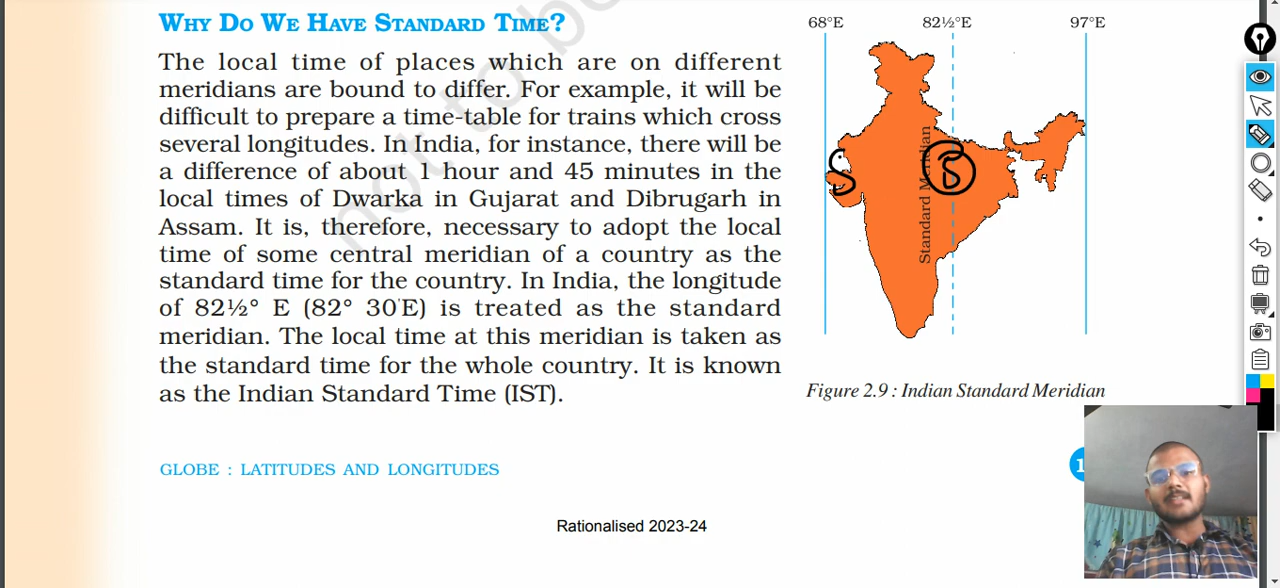 WHY DO WE HAVE STANDARD TIME?
The local time of places which are on different
meridians are bound to differ. For example, it will be
difficult to prepare a time-table for trains which cross
several longitudes. In India, for instance, there will be
a difference of about 1 hour and 45 minutes in the
local times of Dwarka in Gujarat and Dibrugarh in
Assam. It is, therefore, necessary to adopt the local
time of some central meridian of a country as the
standard time for the country. In India, the longitude
of 82½° E (82° 30'E) is treated as the standard
meridian. The local time at this meridian is taken as
the standard time for the whole country. It is known
as the Indian Standard Time (IST).
68°E 82½°E 97°E
Standard Meridian
8
8
Figure 2.9 : Indian Standard Meridian
GLOBE : LATITUDES AND LONGITUDES
Rationalised 2023-24
not to be